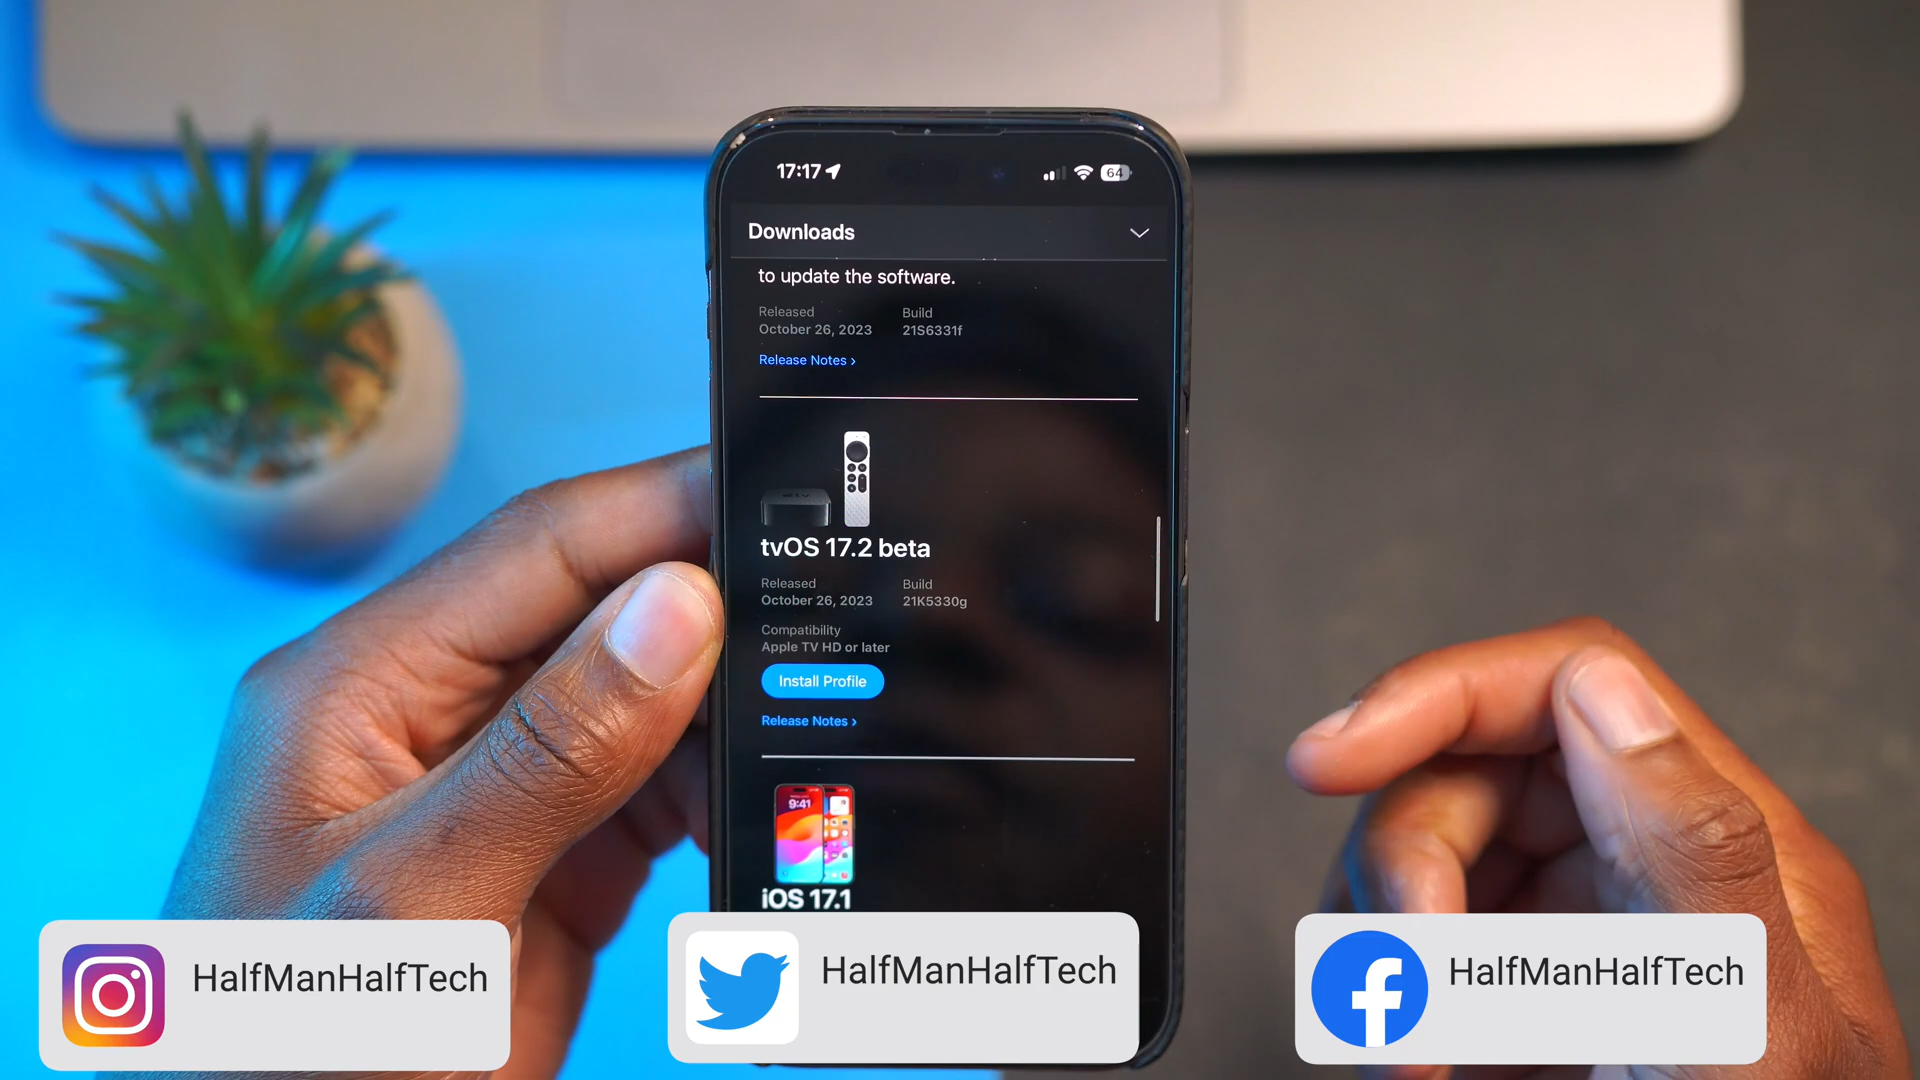 17:17
64
Downloads
to update the software.
Released Build
October 26, 2023 21S6331f
Release Notes ›
tv
tvOS 17.2 beta
Released Build
October 26, 2023 21K5330g
Compatibility
Apple TV HD or later
Install Profile
Release Notes ›
9:41
iOS 17.1
HalfManHalfTech
HalfManHalfTech
HalfManHalfTech